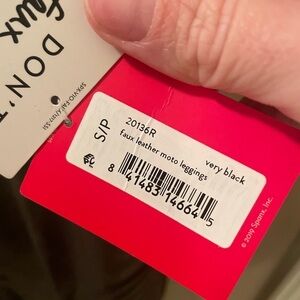 faux
DON'T
S/P
20136R
faux leather moto leggings
very black
8 41483 14664 5
© 2019 Spanx, Inc.